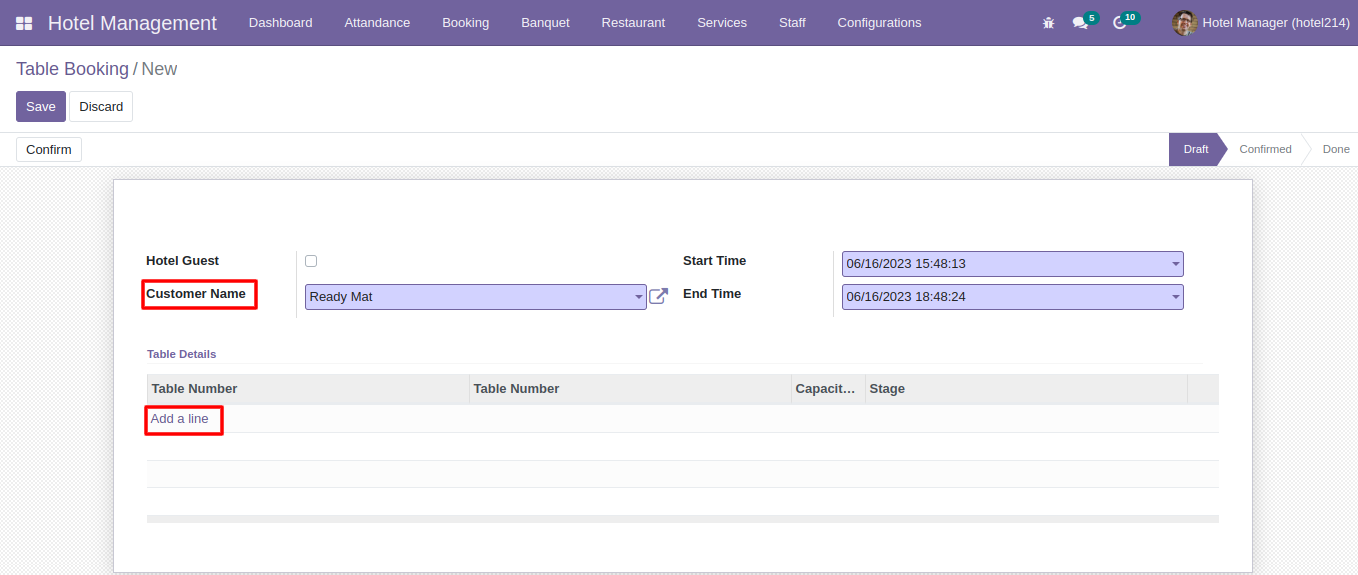 Hotel Management Dashboard Attendance Booking Banquet Restaurant Services Staff Configurations 5 10 Hotel Manager (hotel214)
Table Booking / New
Save Discard
Confirm Draft Confirmed Done
Hotel Guest Start Time 06/16/2023 15:48:13
Customer Name Ready Mat End Time 06/16/2023 18:48:24
Table Details
Table Number Table Number Capacit... Stage
Add a line